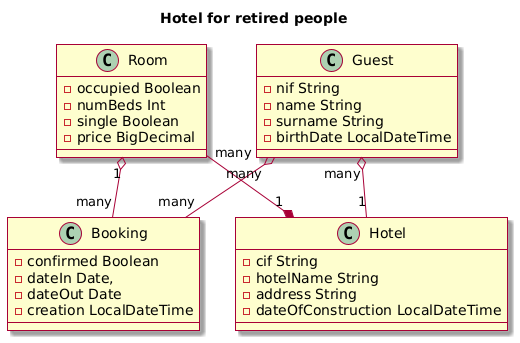 Hotel for retired people
C Room
occupied Boolean
numBeds Int
single Boolean
price BigDecimal
C Guest
nif String
name String
surname String
birthDate LocalDateTime
many
1
many
many
many
many
1
1
C Booking
confirmed Boolean
dateIn Date,
dateOut Date
creation LocalDateTime
C Hotel
cif String
hotelName String
address String
dateOfConstruction LocalDateTime